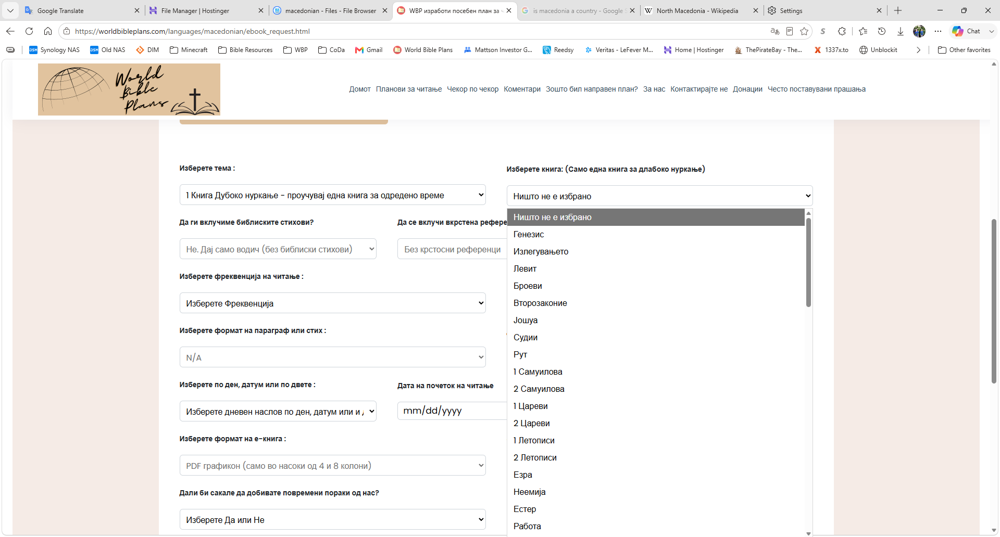 Google Translate
File Manager | Hostinger
macedonian - Files - File Browser
WBP изработи посебен план за
is macedonia a country - Google
North Macedonia - Wikipedia
Settings
https://worldbibleplans.com/languages/macedonian/ebook_request.html
Chat
Synology NAS
Old NAS
DIM
Minecraft
Bible Resources
WBP
CoDa
Gmail
World Bible Plans
Mattson Investor G...
Reedsy
Veritas - LeFever M...
Home | Hostinger
ThePirateBay - The...
1337x.to
Unblockit
Other favorites
World
Bible
Plans
Домот
Планови за читање
Чекор по чекор
Коментари
Зошто бил направен план?
За нас
Контактирајте не
Донации
Често поставувани прашања
Изберете тема :
1 Книга Дубоко нуркање - проучувај една книга за одредено време
Изберете книга: (Само една книга за длабоко нуркање)
Ништо не е избрано
Да ги вклучиме библиските стихови?
Не. Дај само водич (без библиски стихови)
Да се вклучи вкрстена рефере
Без крстосни референци
Изберете фреквенција на читање :
Изберете Фреквенција
Изберете формат на параграф или стих :
N/A
Изберете по ден, датум или по двете :
Изберете дневен наслов по ден, датум или и
Дата на почеток на читање
mm/dd/yyyy
Изберете формат на е-книга :
PDF графикон (само во насоки од 4 и 8 колони)
Дали би сакале да добивате повремени пораки од нас?
Изберете Да или Не
Ништо не е избрано
Генезис
Излегувањето
Левит
Броеви
Второзаконие
Јошуа
Судии
Рут
1 Самуилова
2 Самуилова
1 Цареви
2 Цареви
1 Летописи
2 Летописи
Езра
Неемија
Естер
Работа